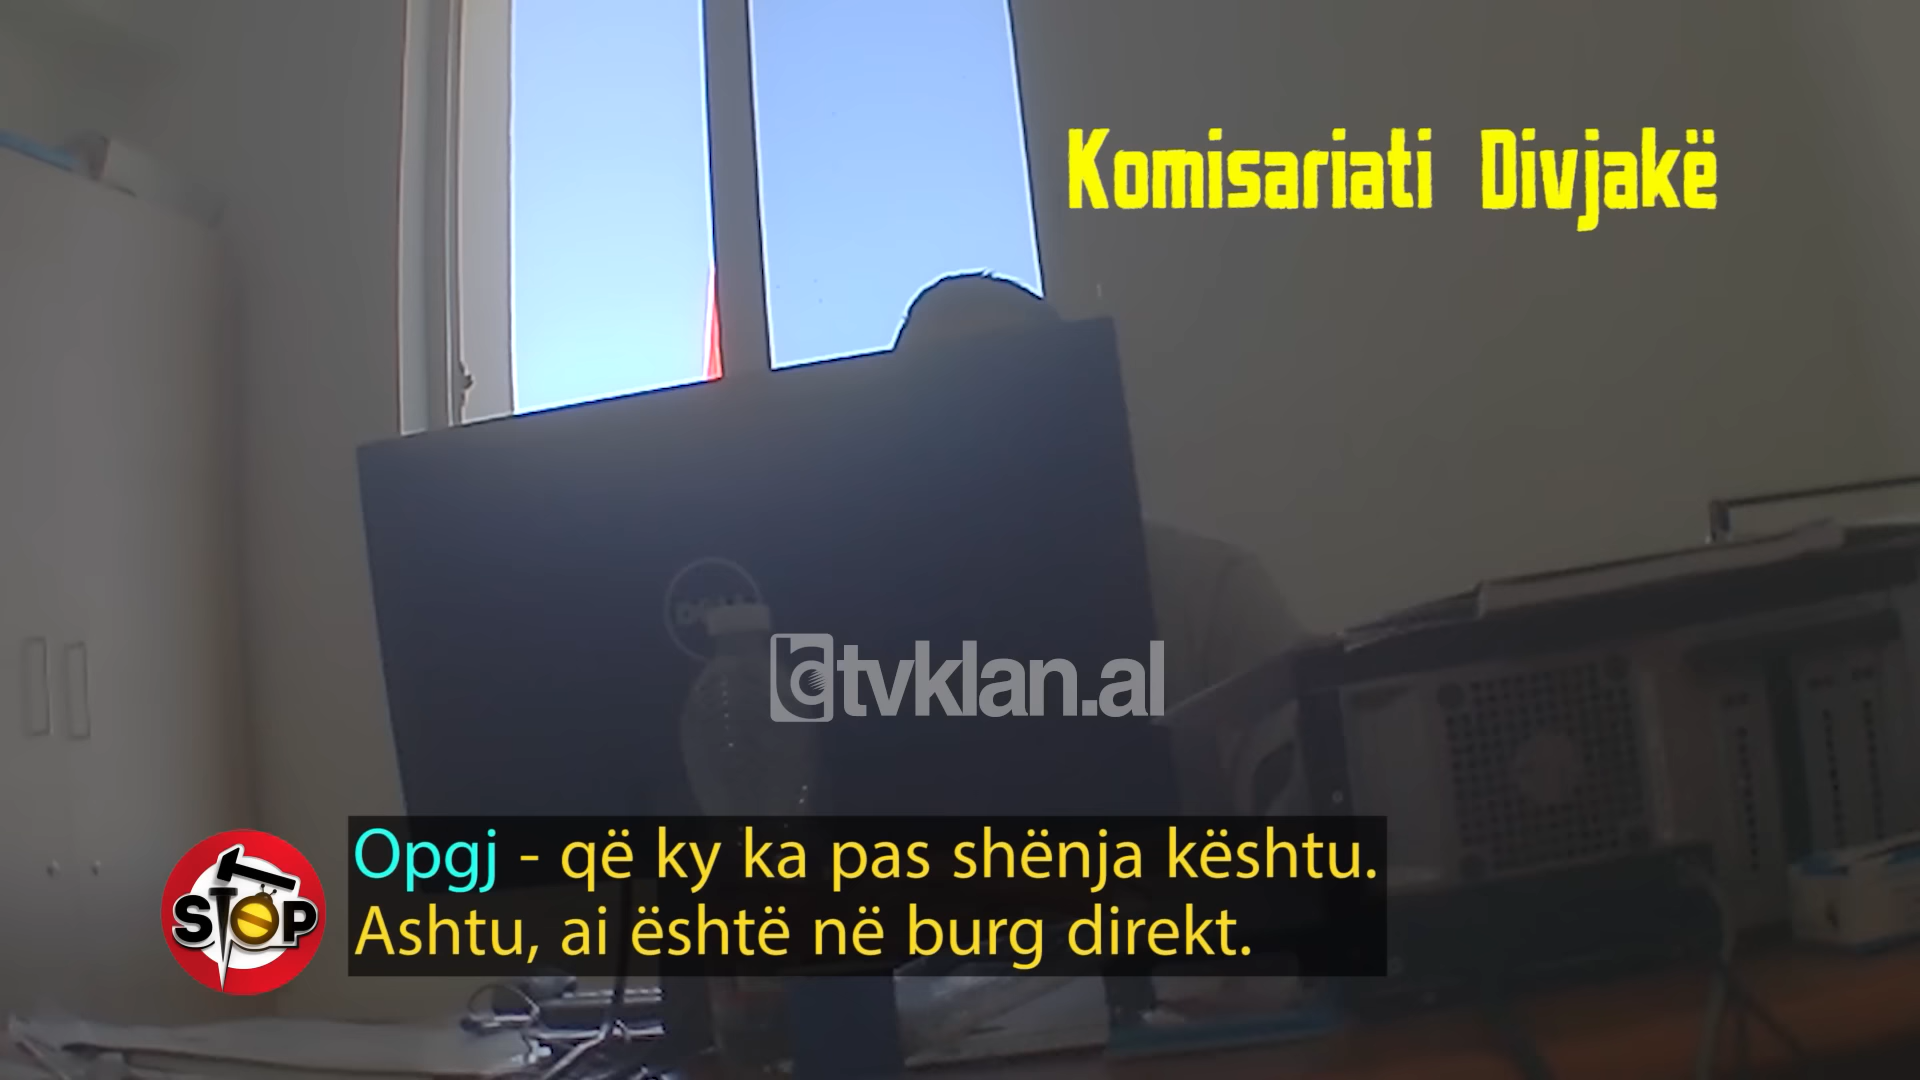 Komisariati Divjakë
DELL
tvklan.al
STOP
Opgj - që ky ka pas shënja kështu.
Ashtu, ai është në burg direkt.